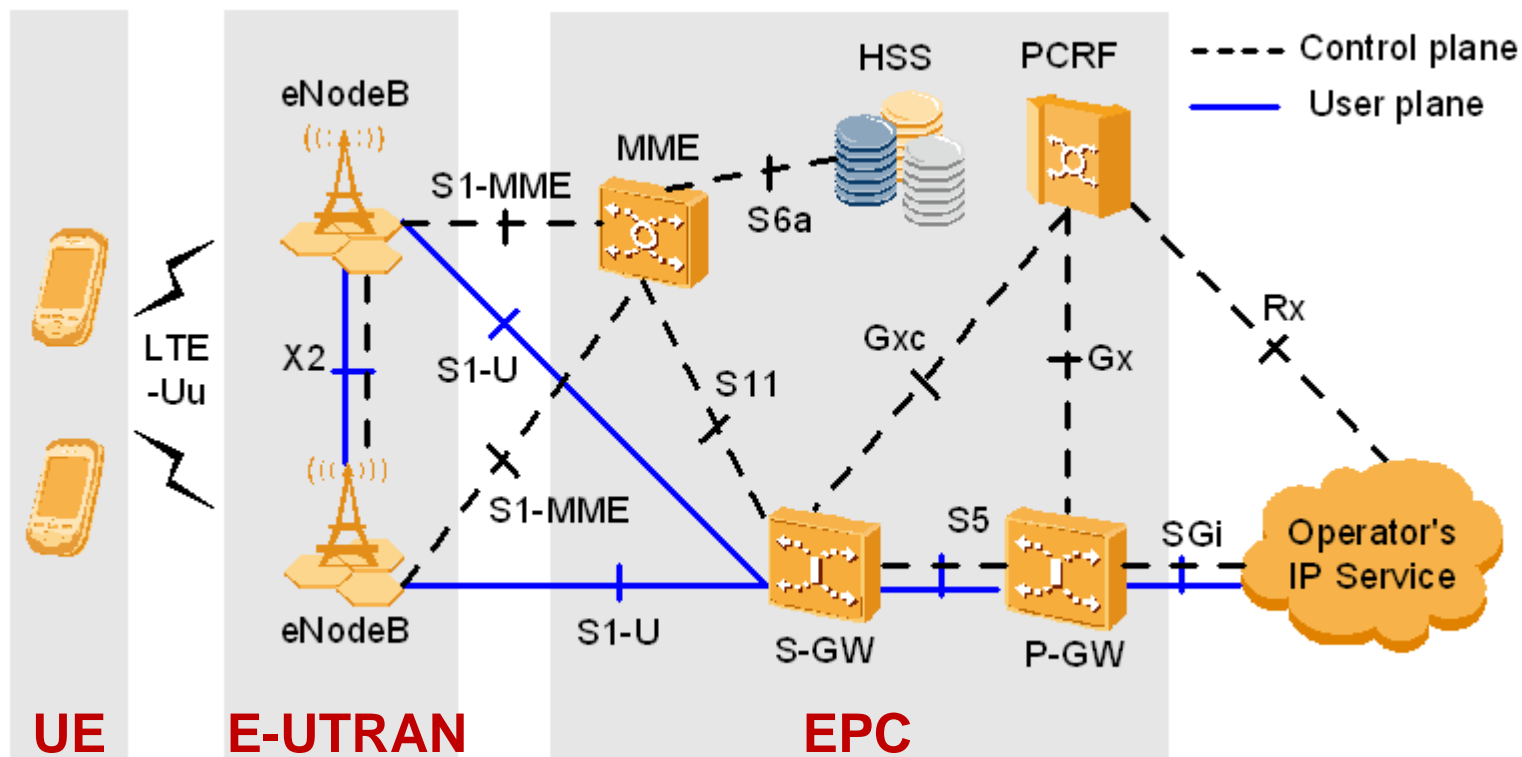 HSS
PCRF
Control plane
User plane
eNodeB
MME
S1-MME
S6a
LTE
-Uu
X2
S1-U
S11
Gxc
Gx
Rx
S1-MME
S5
SGi
Operator's
IP Service
eNodeB
S1-U
S-GW
P-GW
UE
E-UTRAN
EPC